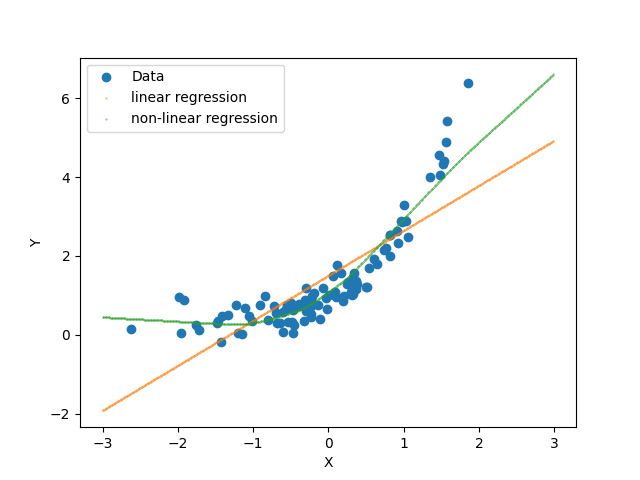 Data
linear regression
non-linear regression
6
4
2
0
−2
Y
−3
−2
−1
0
1
2
3
X